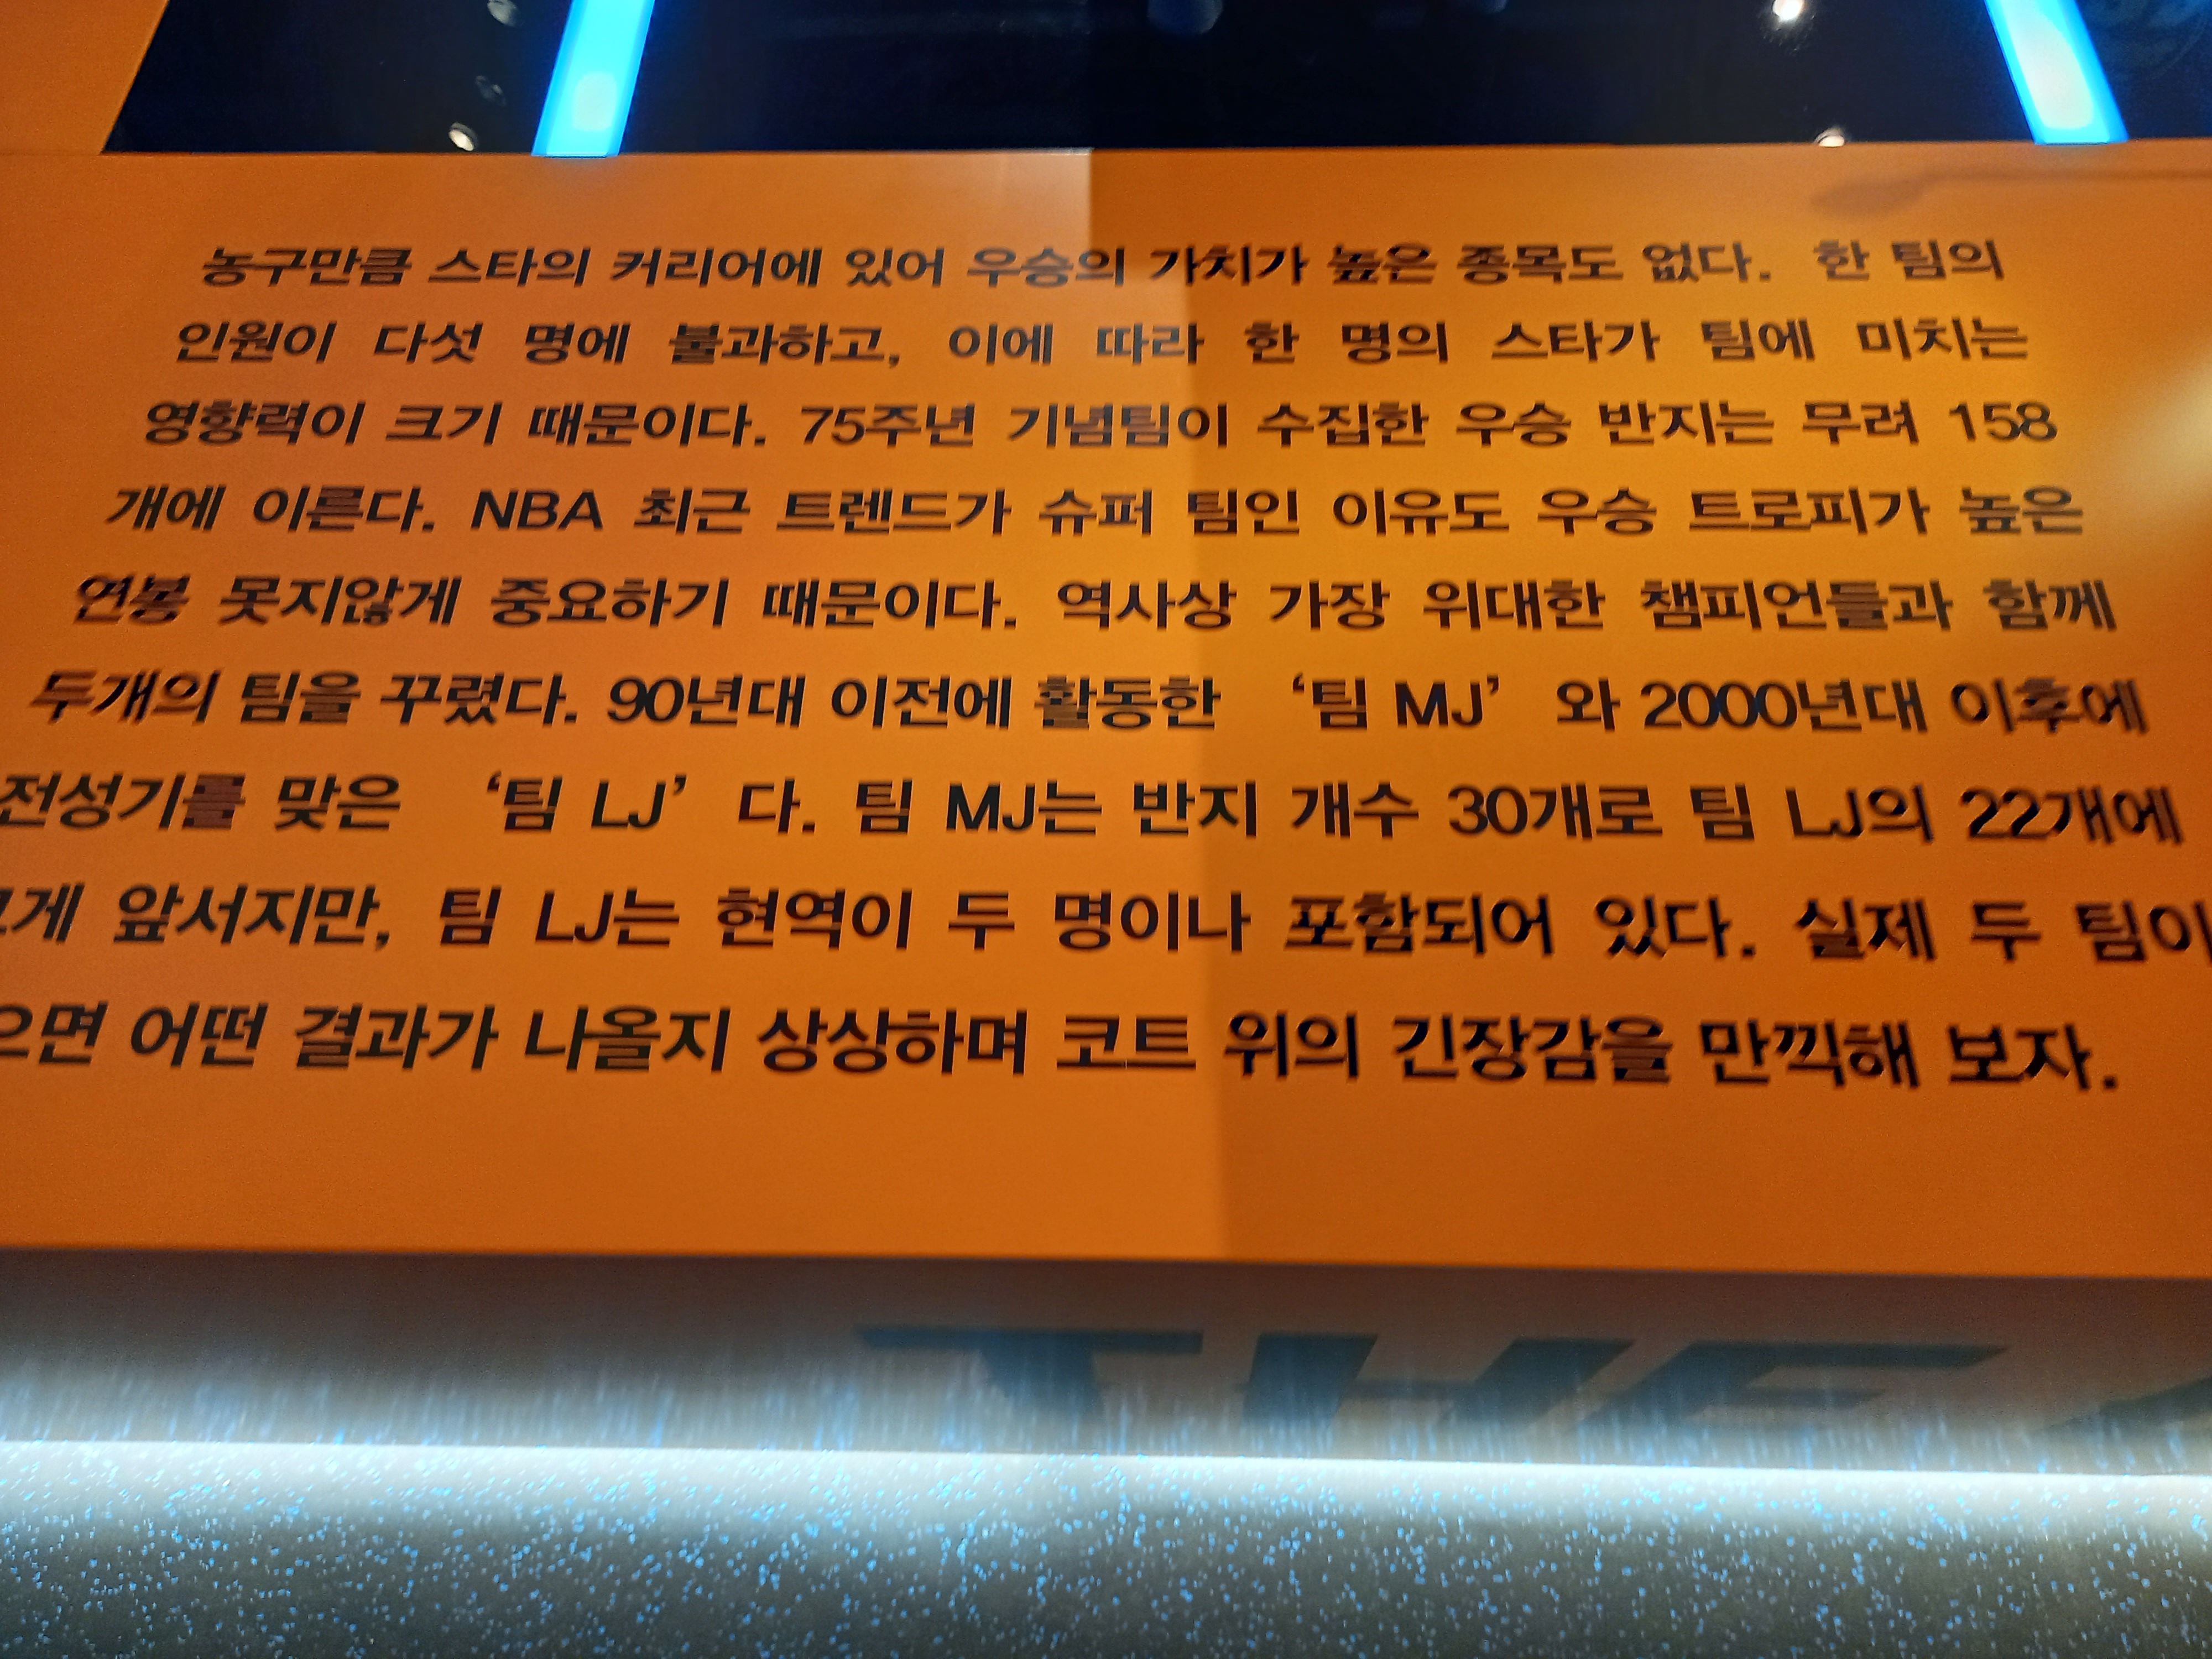 농구만큼 스타의 커리어에 있어 우승의 가치가 높은 종목도 없다. 한 팀의
인원이 다섯 명에 불과하고, 이에 따라 한 명의 스타가 팀에 미치는
영향력이 크기 때문이다. 75주년 기념팀이 수집한 우승 반지는 무려 158
개에 이른다. NBA 최근 트렌드가 슈퍼 팀인 이유도 우승 트로피가 높은
연봉 못지않게 중요하기 때문이다. 역사상 가장 위대한 챔피언들과 함께
두개의 팀을 꾸렸다. 90년대 이전에 활동한 ‘팀 MJ’ 와 2000년대 이후에
전성기를 맞은 ‘팀 LJ’ 다. 팀 MJ는 반지 개수 30개로 팀 LJ의 22개에
앞서지만, 팀 LJ는 현역이 두 명이나 포함되어 있다. 실제 두 팀이
어떤 결과가 나올지 상상하며 코트 위의 긴장감을 만끽해 보자.
THE